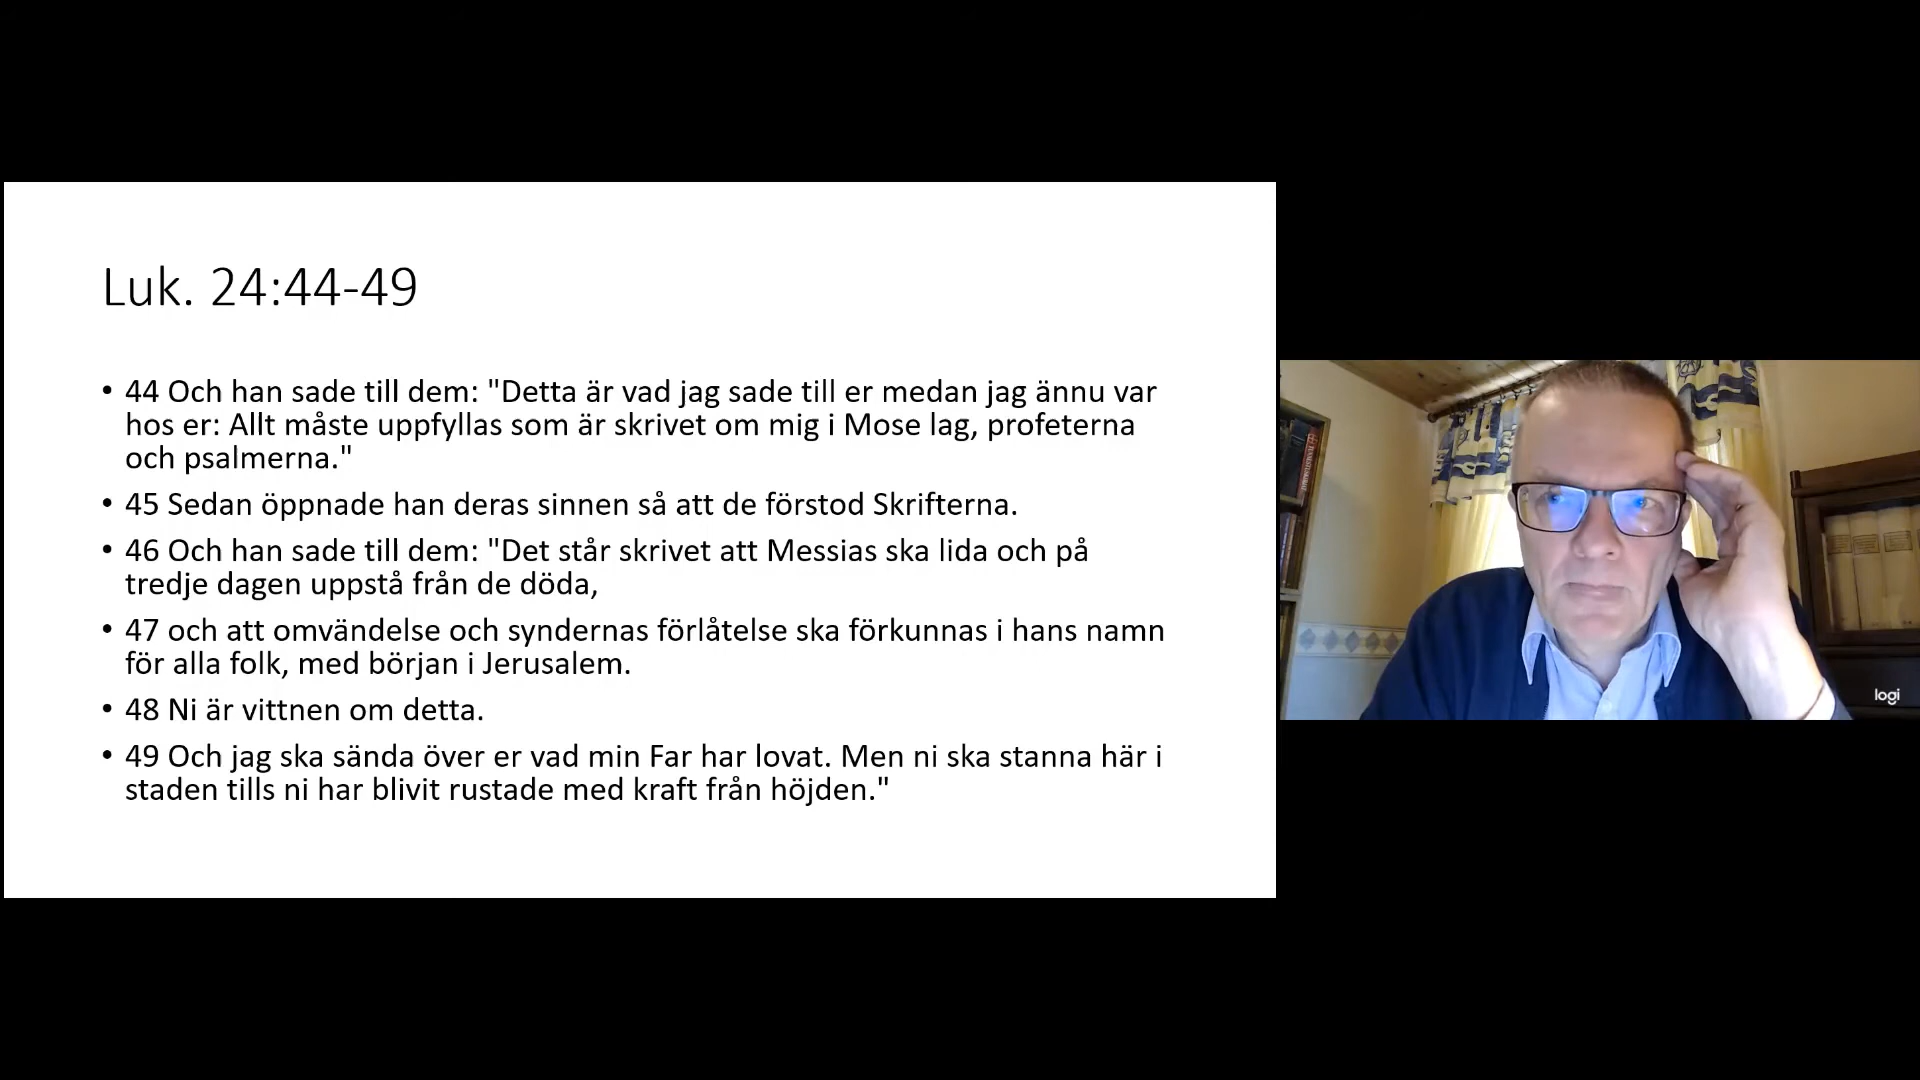 Luk. 24:44-49
• 44 Och han sade till dem: "Detta är vad jag sade till er medan jag ännu var
hos er: Allt måste uppfyllas som är skrivet om mig i Mose lag, profeterna
och psalmerna."
• 45 Sedan öppnade han deras sinnen så att de förstod Skrifterna.
• 46 Och han sade till dem: "Det står skrivet att Messias ska lida och på
tredje dagen uppstå från de döda,
• 47 och att omvändelse och syndernas förlåtelse ska förkunnas i hans namn
för alla folk, med början i Jerusalem.
• 48 Ni är vittnen om detta.
• 49 Och jag ska sända över er vad min Far har lovat. Men ni ska stanna här i
staden tills ni har blivit rustade med kraft från höjden."
logi